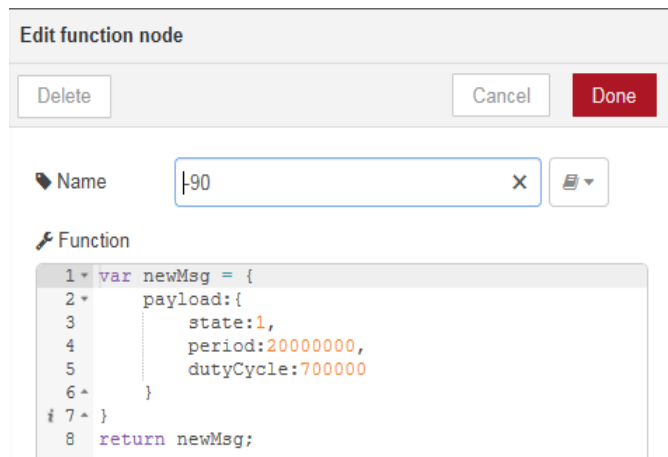 Edit function node
Delete Cancel Done
Name -90 ×
Function
1 var newMsg = {
2 payload:{
3 state:1,
4 period:20000000,
5 dutyCycle:700000
6 }
i 7 }
8 return newMsg;